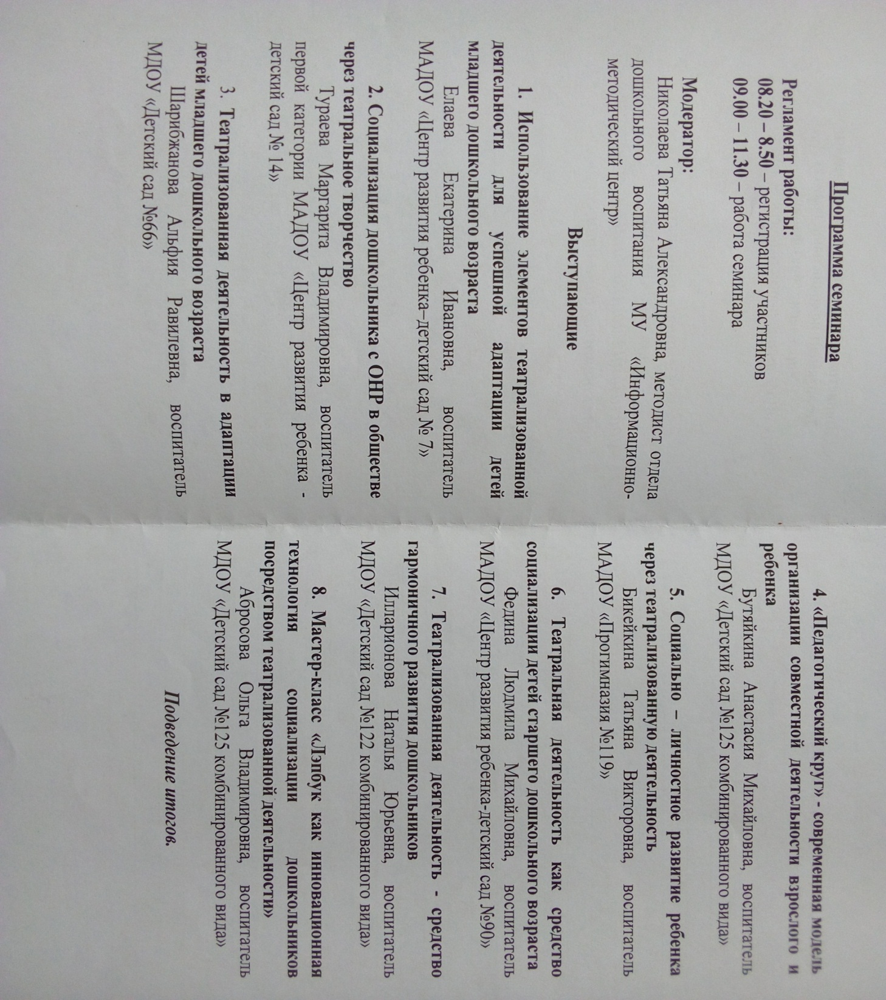 Программа семинара
Регламент работы:
08.20 – 8.50 – регистрация участников
09.00 – 11.30 – работа семинара
Модератор:
Николаева Татьяна Александровна, методист отдела
дошкольного воспитания МУ «Информационно-
методический центр»
Выступающие
1. Использование элементов театрализованной
деятельности для успешной адаптации детей
младшего дошкольного возраста
Елаева Екатерина Ивановна, воспитатель
МАДОУ «Центр развития ребенка–детский сад № 7»
2. Социализация дошкольника с ОНР в обществе
через театральное творчество
Тураева Маргарита Владимировна, воспитатель
первой категории МАДОУ «Центр развития ребенка -
детский сад № 14»
3. Театрализованная деятельность в адаптации
детей младшего дошкольного возраста
Шарибжанова Альфия Равилевна, воспитатель
МДОУ «Детский сад №66»
4. «Педагогический круг» - современная модель
организации совместной деятельности взрослого и
ребенка
Бутяйкина Анастасия Михайловна, воспитатель
МДОУ «Детский сад №125 комбинированного вида»
5. Социально – личностное развитие ребенка
через театрализованную деятельность
Бикейкина Татьяна Викторовна, воспитатель
МАДОУ «Прогимназия №119»
6. Театральная деятельность как средство
социализации детей старшего дошкольного возраста
Федина Людмила Михайловна, воспитатель
МАДОУ «Центр развития ребенка-детский сад №90»
7. Театрализованная деятельность - средство
гармоничного развития дошкольников
Илларионова Наталья Юрьевна, воспитатель
МДОУ «Детский сад №122 комбинированного вида»
8. Мастер-класс «Лэпбук как инновационная
технология социализации дошкольников
посредством театрализованной деятельности»
Абросова Ольга Владимировна, воспитатель
МДОУ «Детский сад №125 комбинированного вида»
Подведение итогов.